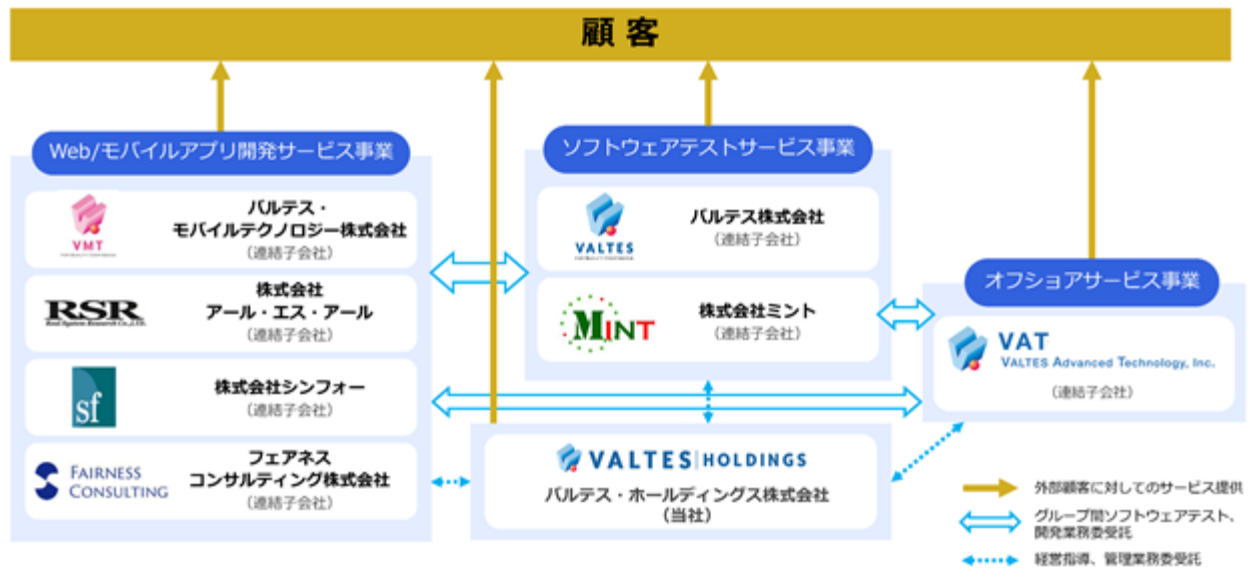 顧客
Web/モバイルアプリ開発サービス事業
VMT
バルテス・
モバイルテクノロジー株式会社
(連結子会社)
RSR
Real System Research Co.,LTD.
株式会社
アール・エス・アール
(連結子会社)
sf
株式会社シンフォー
(連結子会社)
FAIRNESS
CONSULTING
フェアネス
コンサルティング株式会社
(連結子会社)
ソフトウェアテストサービス事業
VALTES
バルテス株式会社
(連結子会社)
MINT
株式会社ミント
(連結子会社)
VALTES|HOLDINGS
バルテス・ホールディングス株式会社
(当社)
オフショアサービス事業
VAT
VALTES Advanced Technology, Inc.
(連結子会社)
外部顧客に対してのサービス提供
グループ間ソフトウェアテスト、
開発業務委受託
経営指導、管理業務委受託